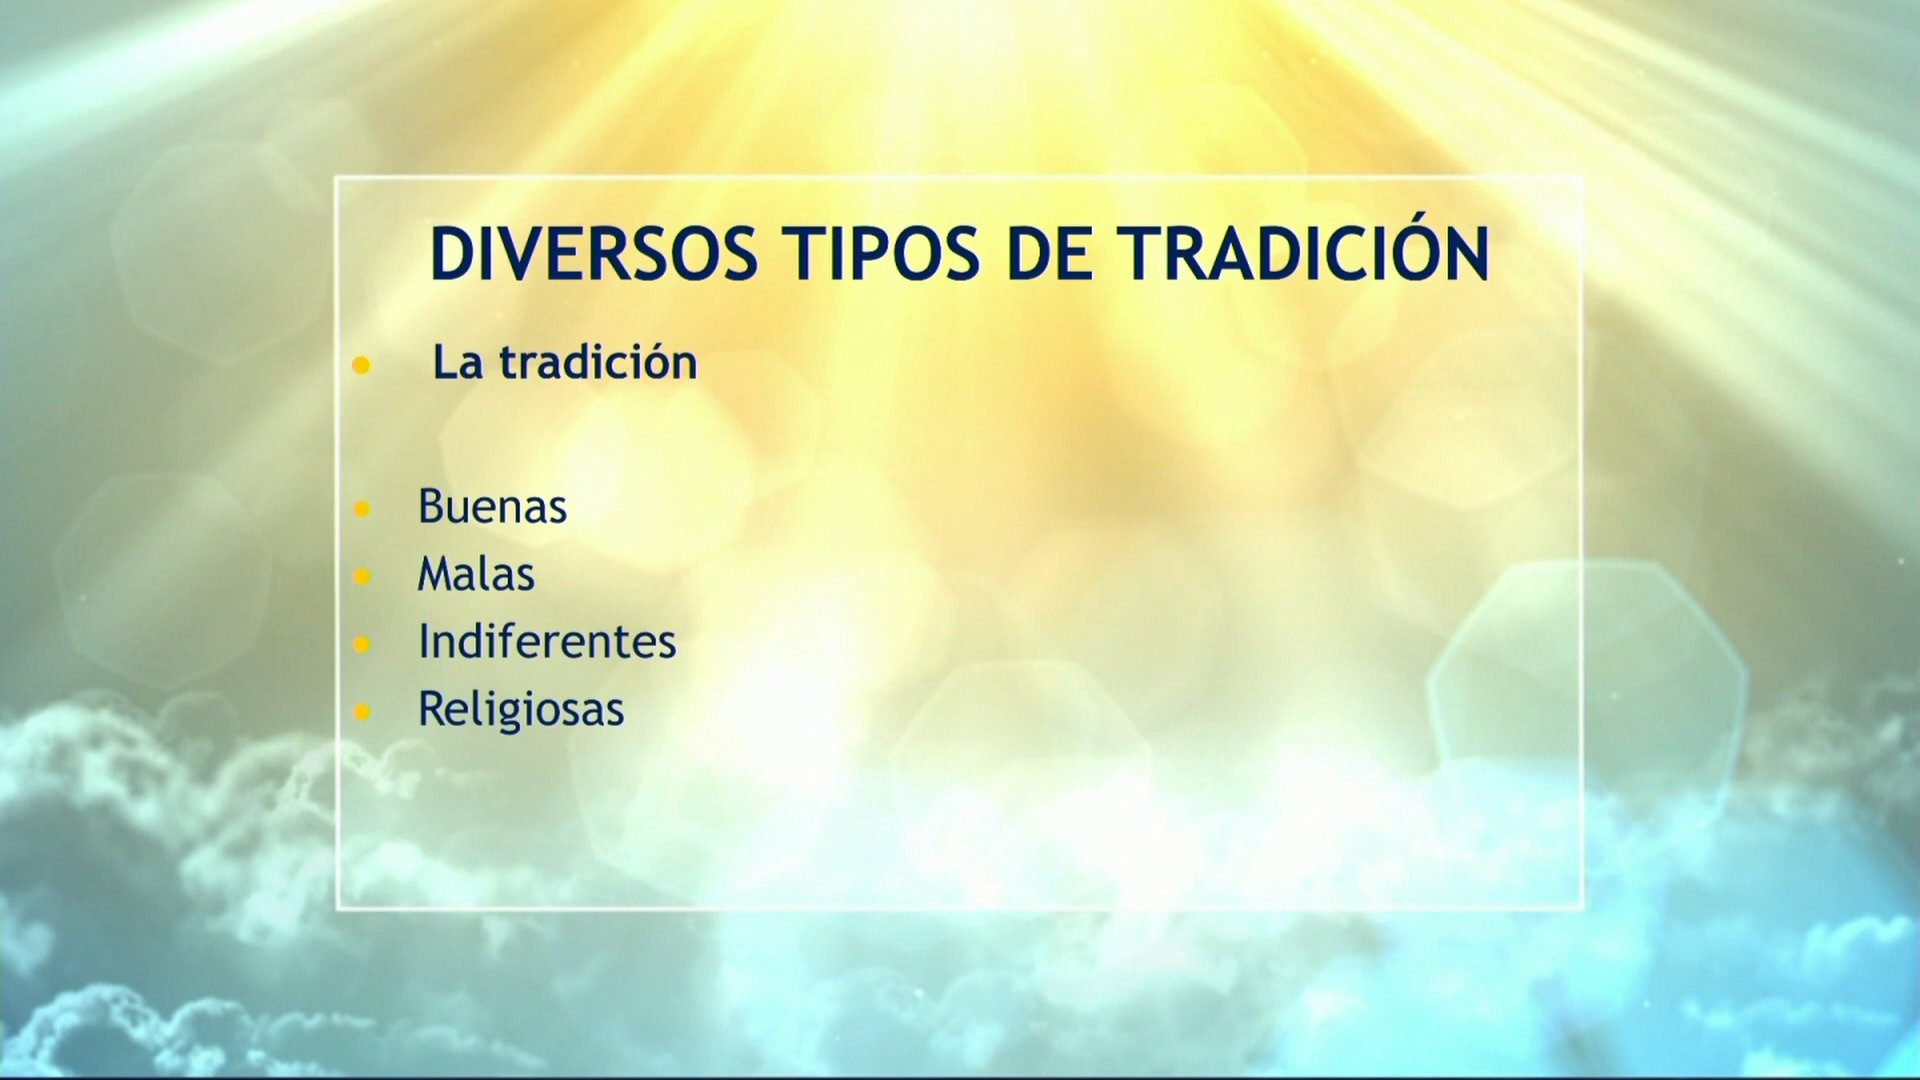 DIVERSOS TIPOS DE TRADICIÓN
La tradición
Buenas
Malas
Indiferentes
Religiosas